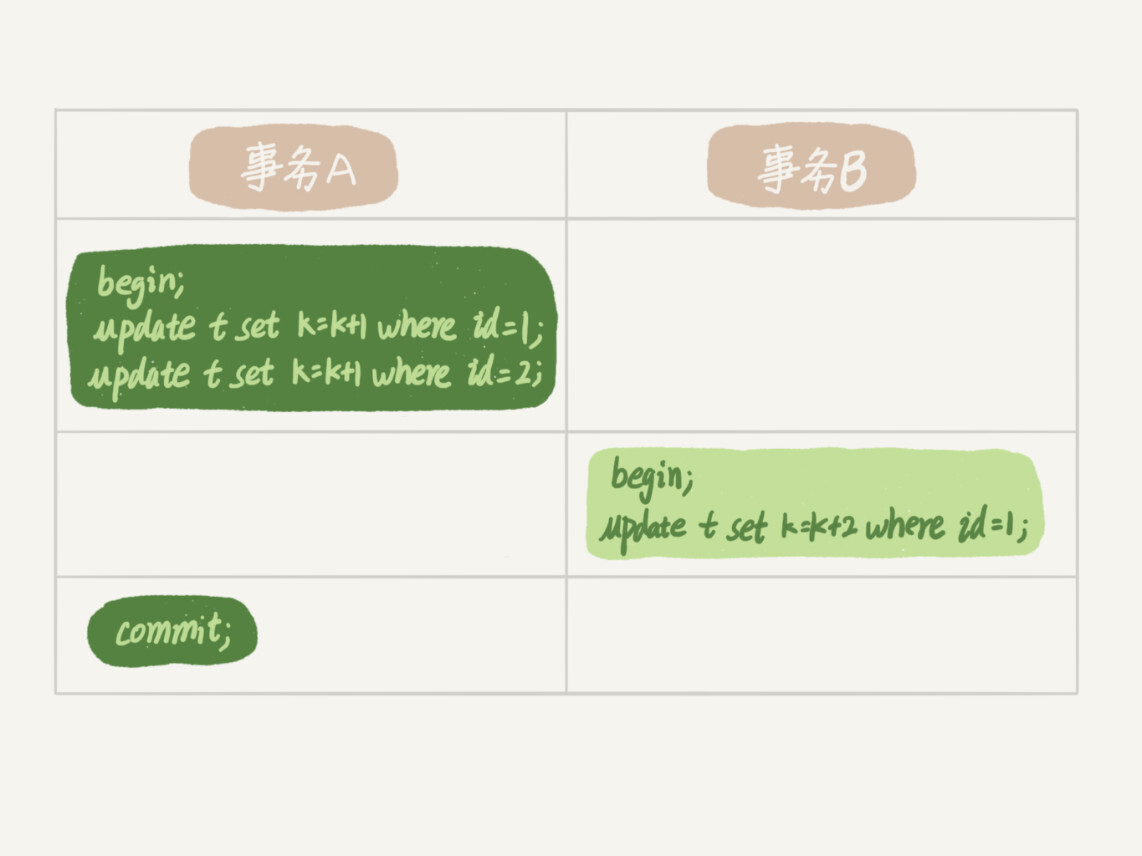 事务A
事务B
begin;
update t set k=k+1 where id=1;
update t set k=k+1 where id=2;
begin;
update t set k=k+2 where id=1;
commit;